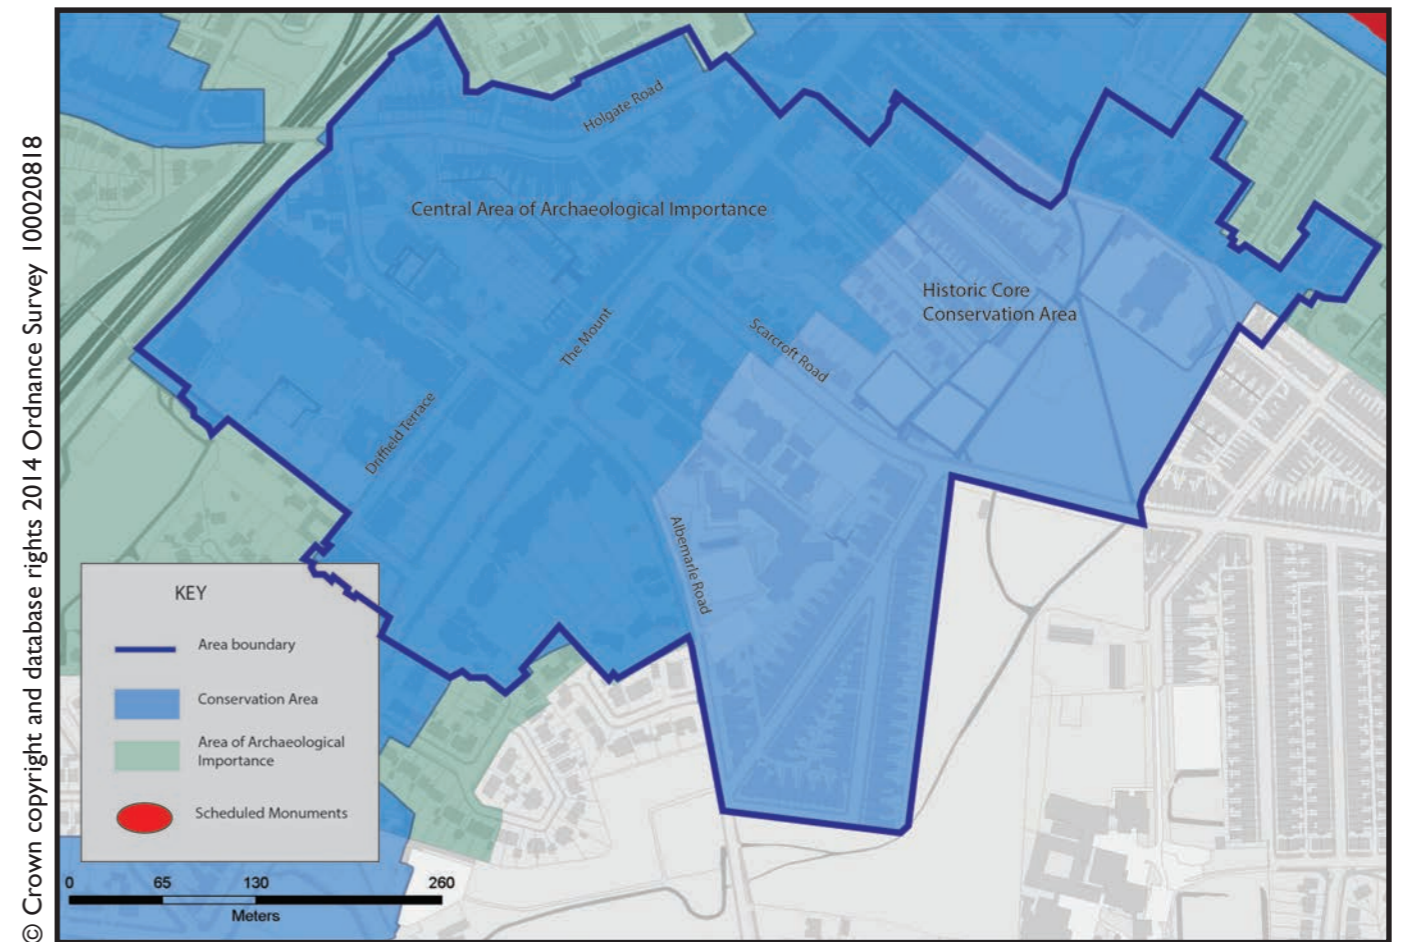 © Crown copyright and database rights 2014 Ordnance Survey 100020818
Holgate Road
Central Area of Archaeological Importance
Historic Core
Conservation Area
The Mount
Scarcroft Road
Driffield Terrace
Albemarle Road
KEY
Area boundary
Conservation Area
Area of Archaeological
Importance
Scheduled Monuments
0 65 130 260
Meters